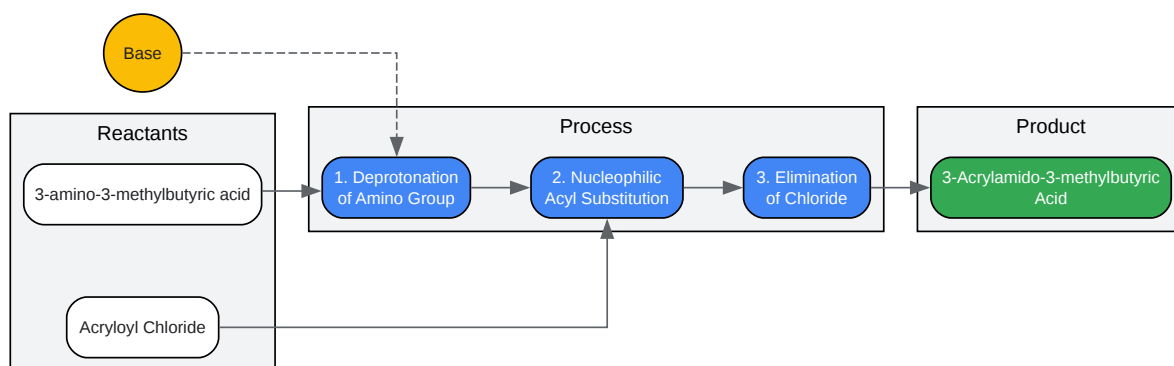 Base
Reactants
Process
Product
3-amino-3-methylbutyric acid
1. Deprotonation
of Amino Group
2. Nucleophilic
Acyl Substitution
3. Elimination
of Chloride
3-Acrylamido-3-methylbutyric
Acid
Acryloyl Chloride